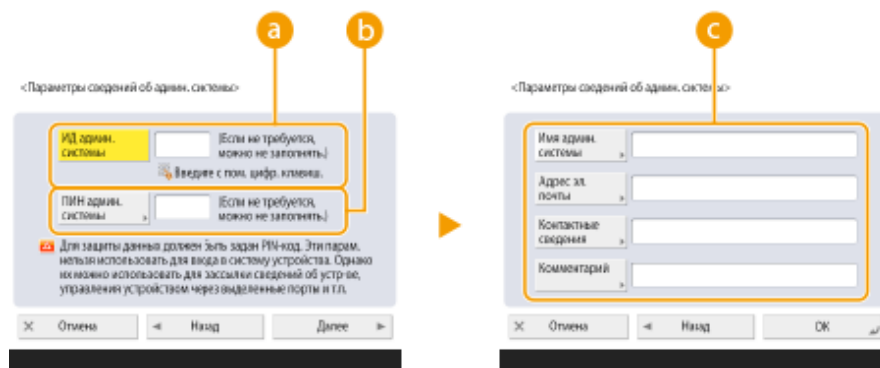 a
b
c
<Параметры сведений об админ. системы>
ИД админ.
системы
(Если не требуется,
можно не заполнять.)
Введите с пом. цифр. клавиш.
ПИН админ.
системы
(Если не требуется,
можно не заполнять.)
Для защиты данных должен быть задан PIN-код. Эти парам.
нельзя использовать для входа в систему устройства. Однако
их можно использовать для рассылки сведений об устр-ве,
управления устройством через выделенные порты и т.п.
Отмена
Назад
Далее
<Параметры сведений об админ. системы>
Имя админ.
системы
Адрес эл.
почты
Контактные
сведения
Комментарий
Отмена
Назад
OK